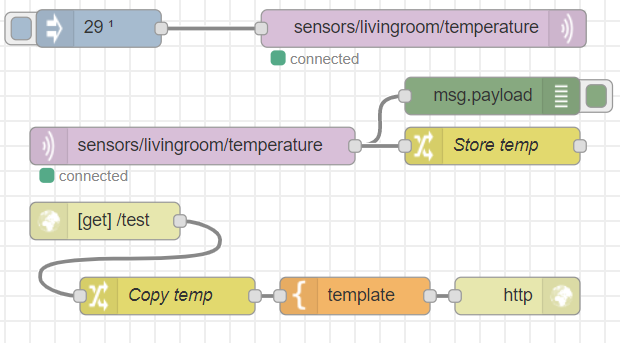 29 ¹
sensors/livingroom/temperature
connected
msg.payload
sensors/livingroom/temperature
Store temp
connected
[get] /test
Copy temp
template
http